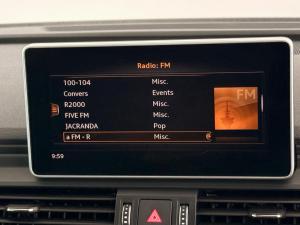 Radio: FM
100-104 Misc.
Convers Events
R2000 Misc.
FIVE FM Misc.
JACRANDA Pop
a FM - R Misc.
FM
9:59